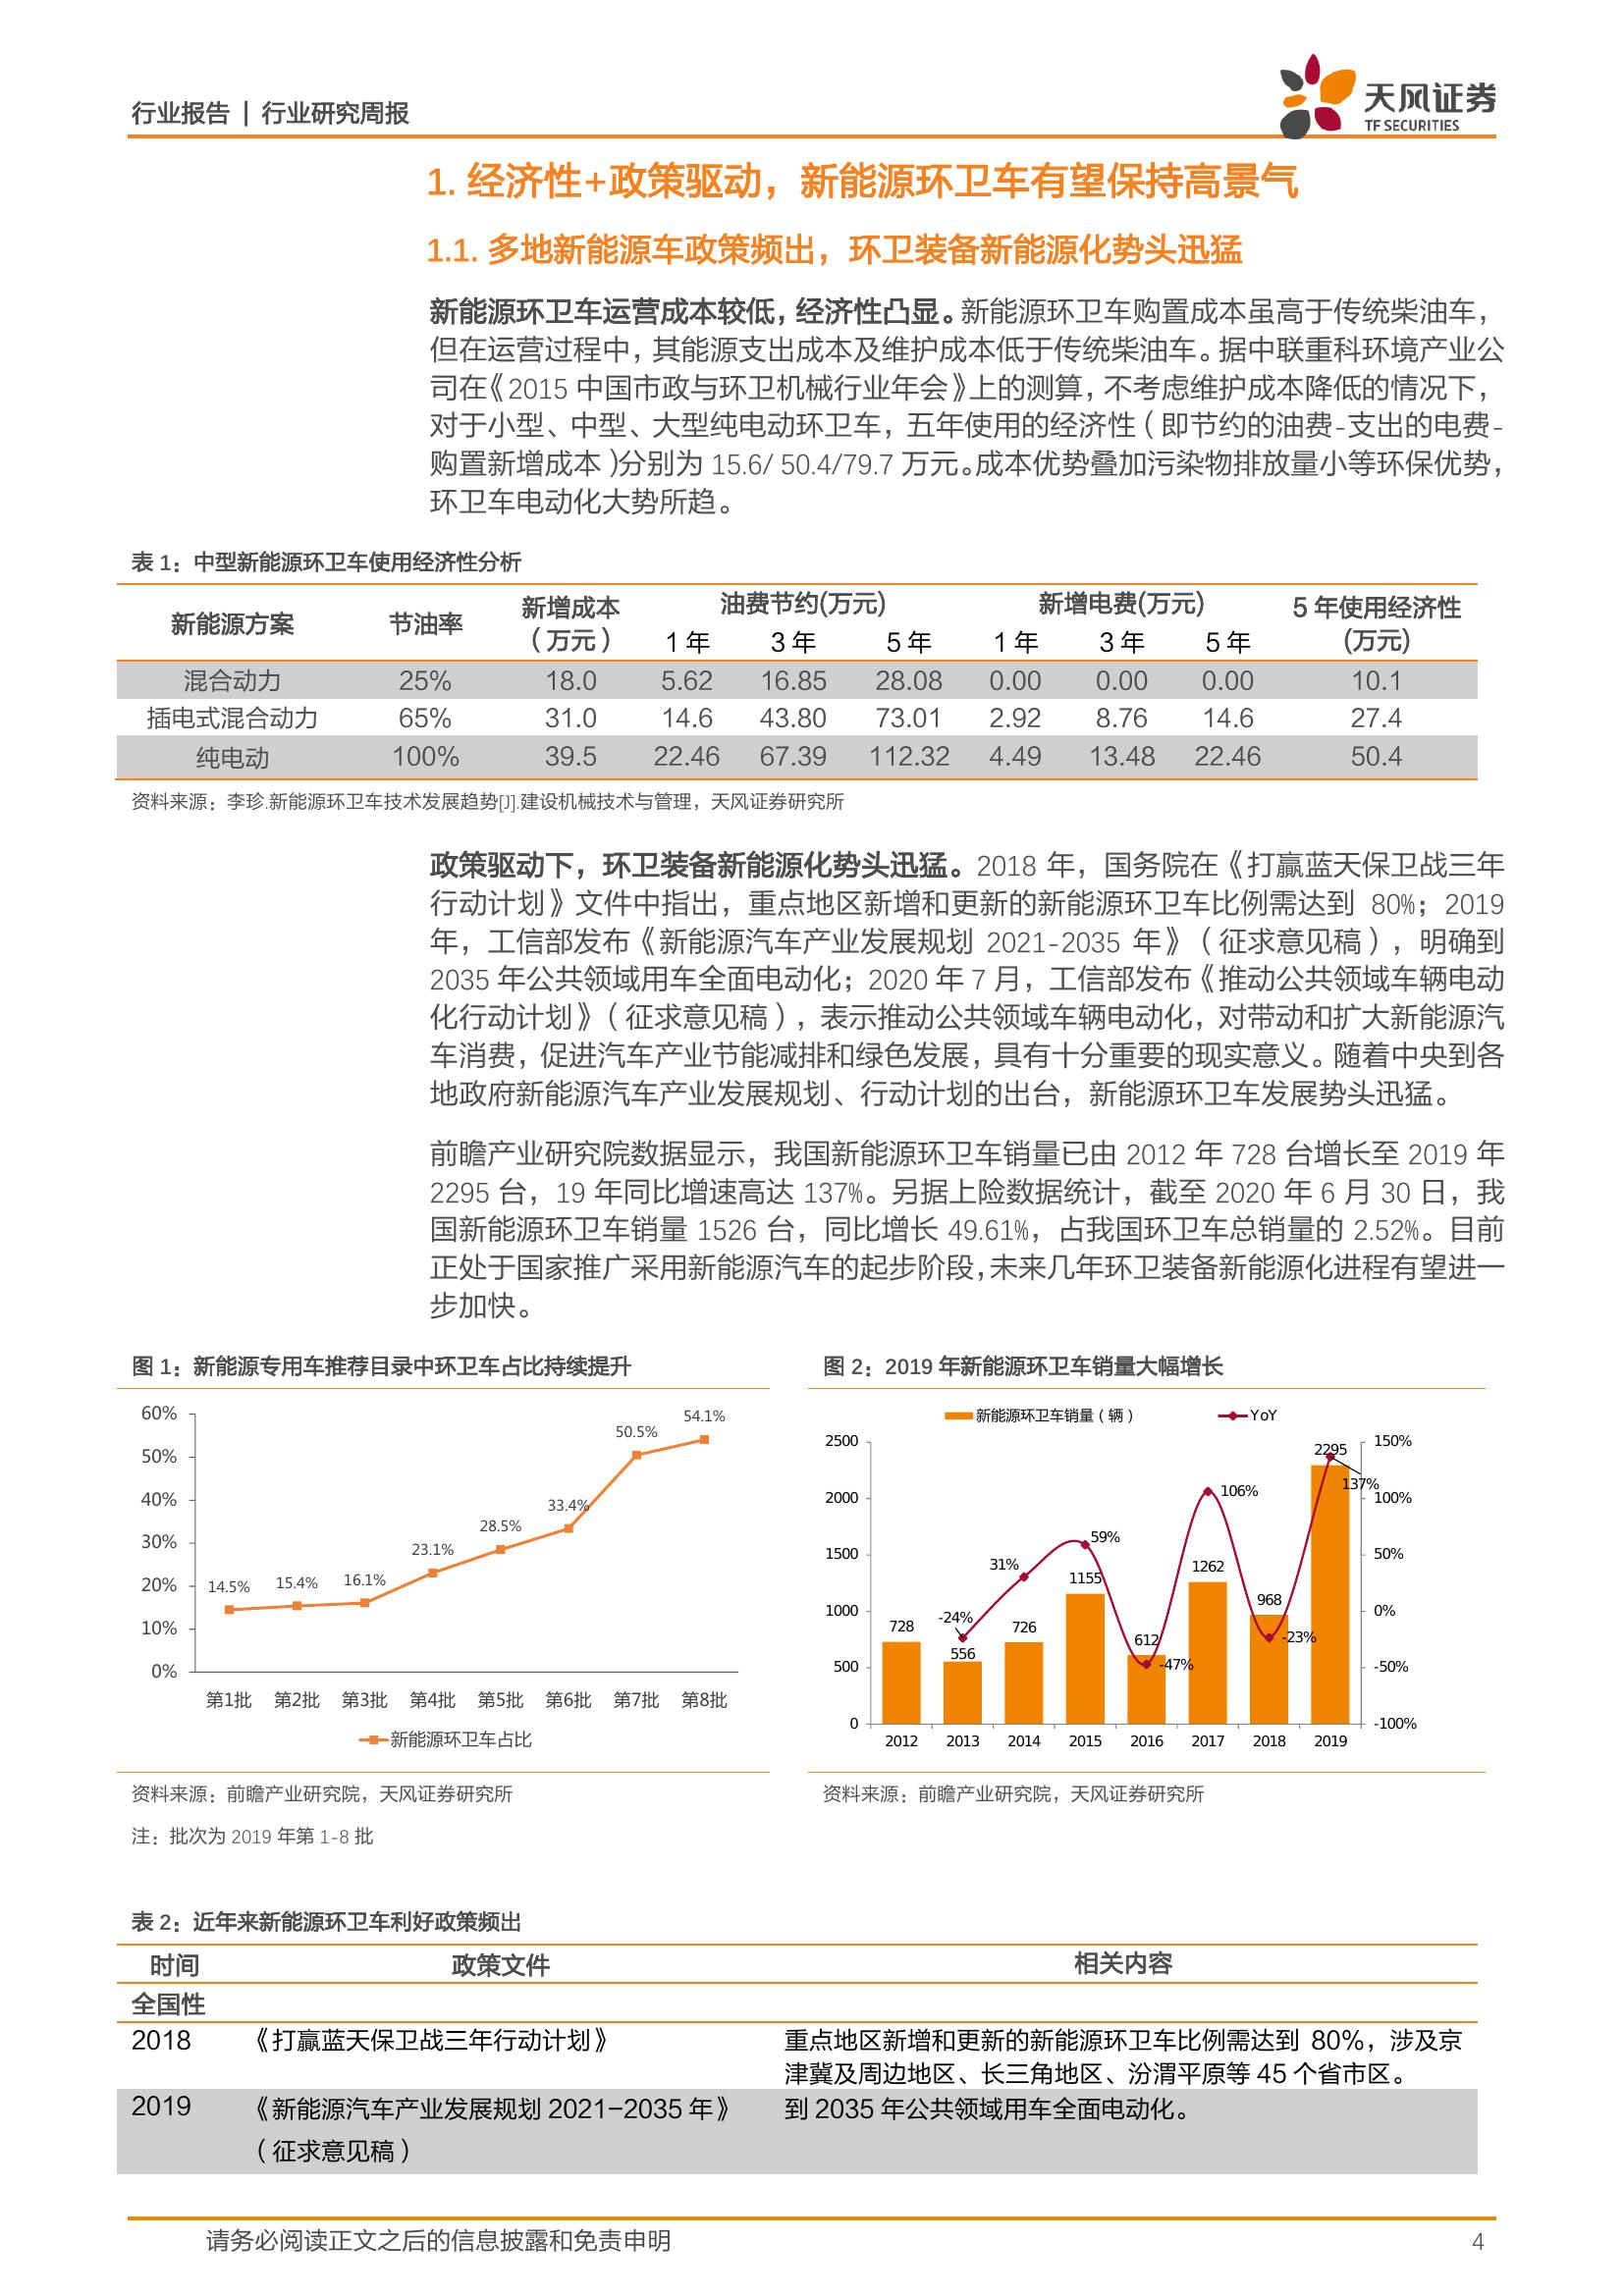 行业报告 | 行业研究周报
天风证券
TF SECURITIES
1. 经济性+政策驱动，新能源环卫车有望保持高景气
1.1. 多地新能源车政策频出，环卫装备新能源化势头迅猛
新能源环卫车运营成本较低，经济性凸显。新能源环卫车购置成本虽高于传统柴油车，
但在运营过程中，其能源支出成本及维护成本低于传统柴油车。据中联重科环境产业公
司在《2015 中国市政与环卫机械行业年会》上的测算，不考虑维护成本降低的情况下，
对于小型、中型、大型纯电动环卫车，五年使用的经济性（即节约的油费-支出的电费-
购置新增成本）分别为 15.6/ 50.4/79.7 万元。成本优势叠加污染物排放量小等环保优势，
环卫车电动化大势所趋。
表 1：中型新能源环卫车使用经济性分析
新能源方案 节油率 新增成本（万元） 油费节约(万元) 新增电费(万元) 5 年使用经济性(万元)
1 年 3 年 5 年 1 年 3 年 5 年
混合动力 25% 18.0 5.62 16.85 28.08 0.00 0.00 0.00 10.1
插电式混合动力 65% 31.0 14.6 43.80 73.01 2.92 8.76 14.6 27.4
纯电动 100% 39.5 22.46 67.39 112.32 4.49 13.48 22.46 50.4
资料来源：李珍.新能源环卫车技术发展趋势[J].建设机械技术与管理，天风证券研究所
政策驱动下，环卫装备新能源化势头迅猛。2018 年，国务院在《打赢蓝天保卫战三年
行动计划》文件中指出，重点地区新增和更新的新能源环卫车比例需达到 80%；2019
年，工信部发布《新能源汽车产业发展规划 2021-2035 年》（征求意见稿），明确到
2035 年公共领域用车全面电动化；2020 年 7 月，工信部发布《推动公共领域车辆电动
化行动计划》（征求意见稿），表示推动公共领域车辆电动化，对带动和扩大新能源汽
车消费，促进汽车产业节能减排和绿色发展，具有十分重要的现实意义。随着中央到各
地政府新能源汽车产业发展规划、行动计划的出台，新能源环卫车发展势头迅猛。
前瞻产业研究院数据显示，我国新能源环卫车销量已由 2012 年 728 台增长至 2019 年
2295 台，19 年同比增速高达 137%。另据上险数据统计，截至 2020 年 6 月 30 日，我
国新能源环卫车销量 1526 台，同比增长 49.61%，占我国环卫车总销量的 2.52%。目前
正处于国家推广采用新能源汽车的起步阶段，未来几年环卫装备新能源化进程有望进一
步加快。
图 1：新能源专用车推荐目录中环卫车占比持续提升
60%
50%
40%
30%
20%
10%
0%
14.5% 15.4% 16.1% 23.1% 28.5% 33.4% 50.5% 54.1%
第1批 第2批 第3批 第4批 第5批 第6批 第7批 第8批
新能源环卫车占比
资料来源：前瞻产业研究院，天风证券研究所
注：批次为 2019 年第 1-8 批
图 2：2019 年新能源环卫车销量大幅增长
新能源环卫车销量（辆） YoY
2500
2000
1500
1000
500
0
150%
100%
50%
0%
-50%
-100%
728 556 726 1155 612 1262 968 2295
-24% 31% 59% -47% 106% -23% 137%
2012 2013 2014 2015 2016 2017 2018 2019
资料来源：前瞻产业研究院，天风证券研究所
表 2：近年来新能源环卫车利好政策频出
时间 政策文件 相关内容
全国性
2018 《打赢蓝天保卫战三年行动计划》 重点地区新增和更新的新能源环卫车比例需达到 80%，涉及京
津冀及周边地区、长三角地区、汾渭平原等 45 个省市区。
2019 《新能源汽车产业发展规划 2021-2035 年》 到 2035 年公共领域用车全面电动化。
（征求意见稿）
请务必阅读正文之后的信息披露和免责申明
4